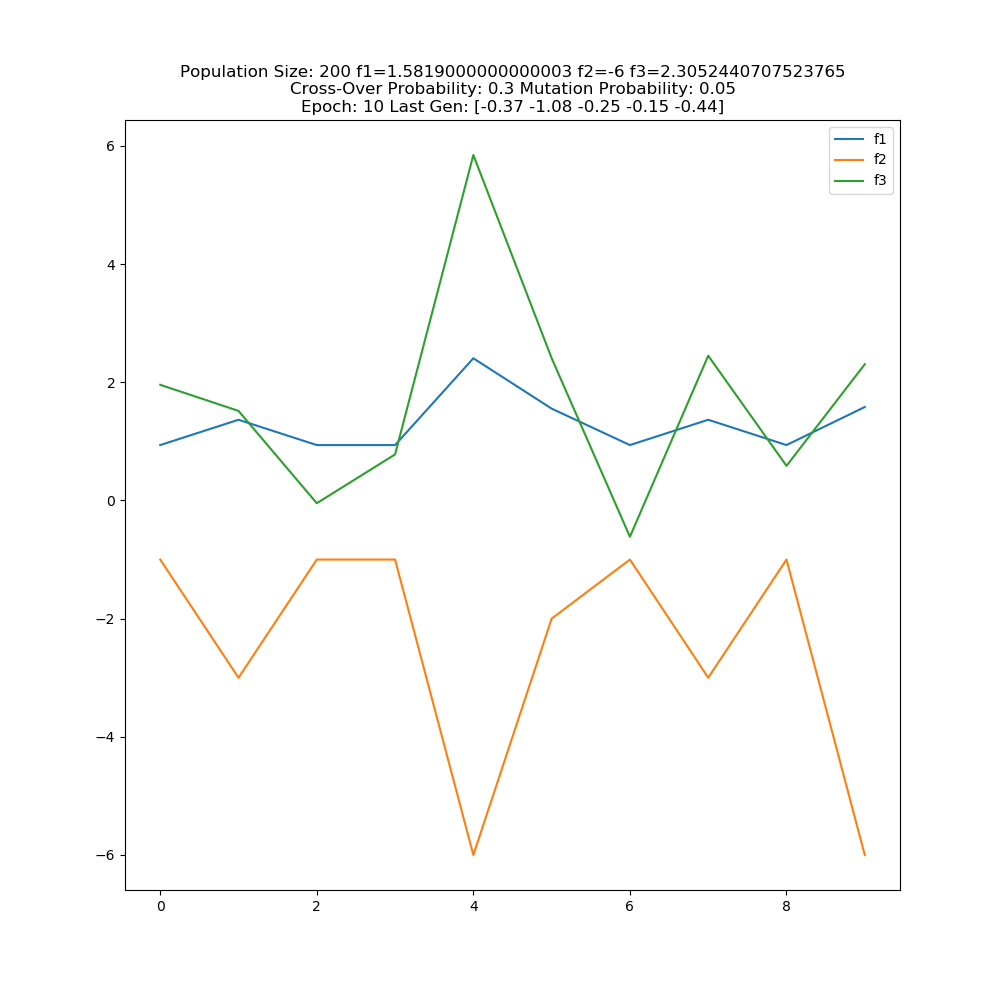 Population Size: 200 f1=1.5819000000000003 f2=-6 f3=2.3052440707523765
Cross-Over Probability: 0.3 Mutation Probability: 0.05
Epoch: 10 Last Gen: [-0.37 -1.08 -0.25 -0.15 -0.44]
f1
f2
f3
6
4
2
0
−2
−4
−6
0 2 4 6 8